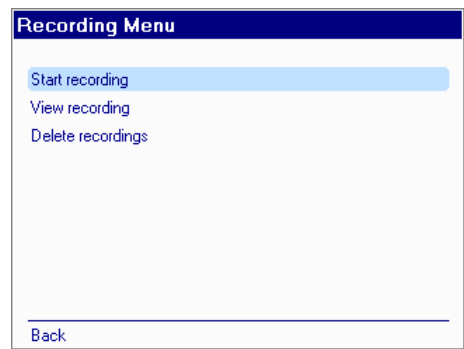 Recording Menu
Start recording
View recording
Delete recordings
Back